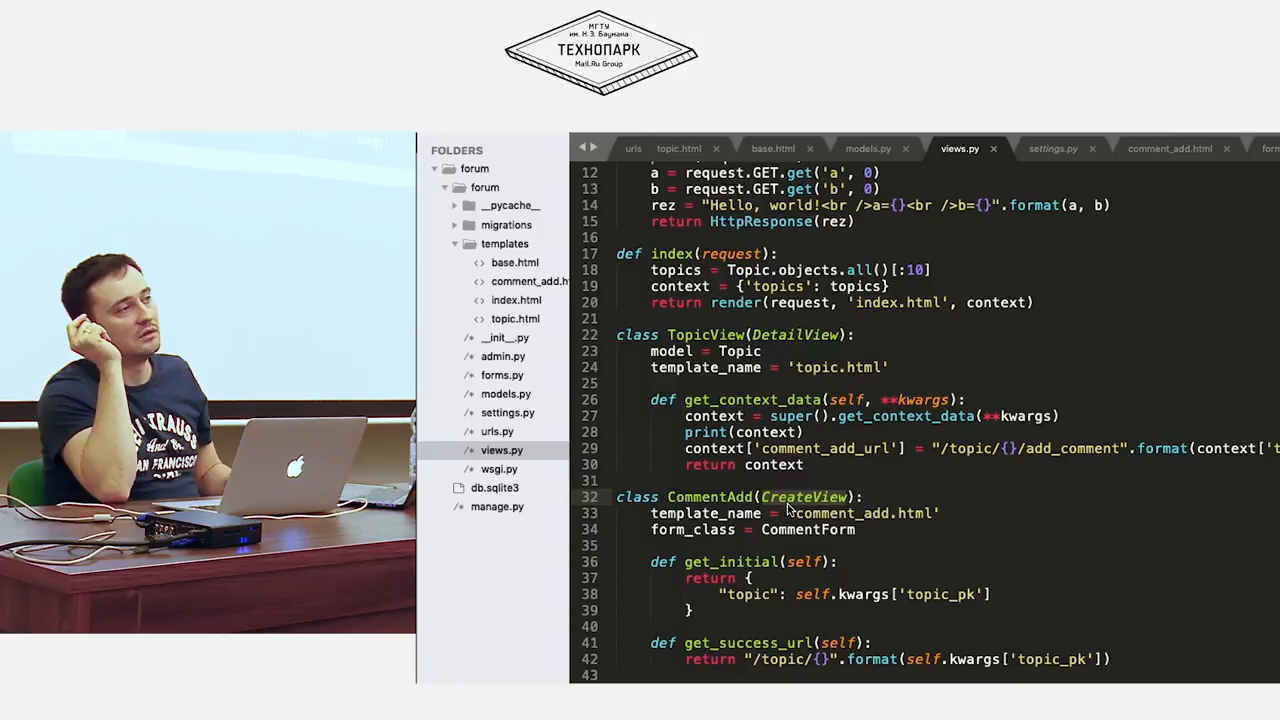 МГТУ
им. Н.Э. Баумана
ТЕХНОПАРК
Mail.Ru Group
FOLDERS
forum
forum
__pycache__
migrations
templates
base.html
comment_add.h
index.html
topic.html
__init__.py
admin.py
forms.py
models.py
settings.py
urls.py
views.py
wsgi.py
db.sqlite3
manage.py
urls topic.html base.html models.py views.py settings.py comment_add.html form
12 a = request.GET.get('a', 0)
13 b = request.GET.get('b', 0)
14 rez = "Hello, world!<br />a={}<br />b={}".format(a, b)
15 return HttpResponse(rez)
16
17 def index(request):
18 topics = Topic.objects.all()[:10]
19 context = {'topics': topics}
20 return render(request, 'index.html', context)
21
22 class TopicView(DetailView):
23 model = Topic
24 template_name = 'topic.html'
25
26 def get_context_data(self, **kwargs):
27 context = super().get_context_data(**kwargs)
28 print(context)
29 context['comment_add_url'] = "/topic/{}/add_comment".format(context['t
30 return context
31
32 class CommentAdd(CreateView):
33 template_name = 'comment_add.html'
34 form_class = CommentForm
35
36 def get_initial(self):
37 return {
38 "topic": self.kwargs['topic_pk']
39 }
40
41 def get_success_url(self):
42 return "/topic/{}".format(self.kwargs['topic_pk'])
43
TRAUSS
And Co.
SAN FRANCISCO